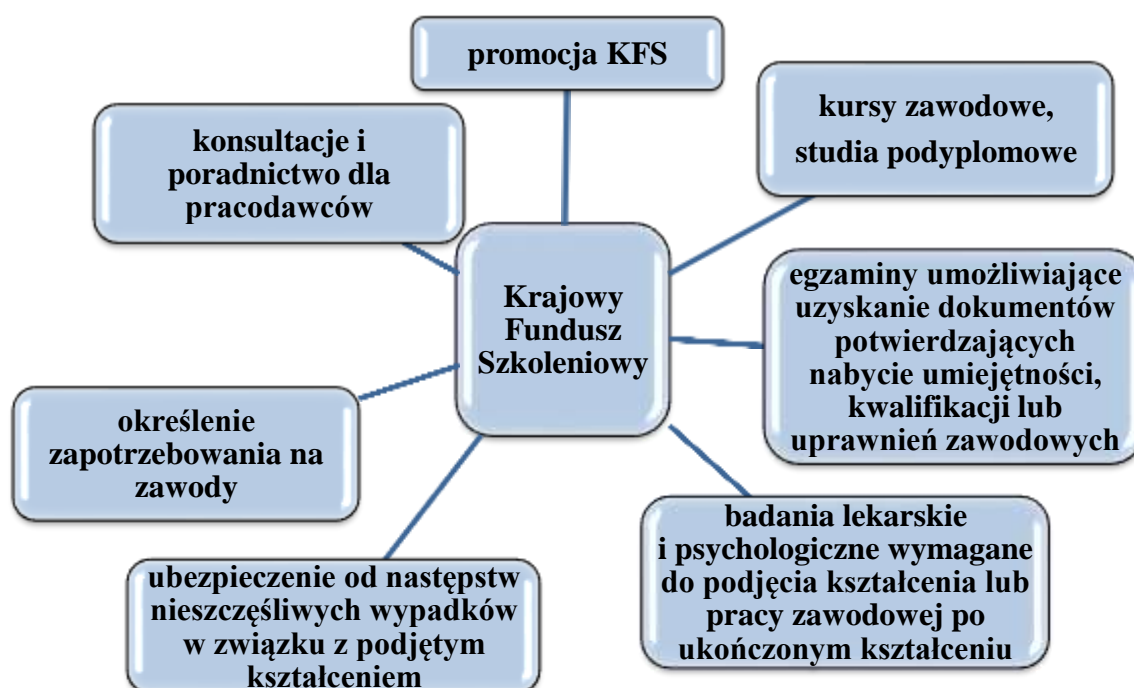 promocja KFS
kursy zawodowe,
studia podyplomowe
konsultacje i
poradnictwo dla
pracodawców
Krajowy
Fundusz
Szkoleniowy
egzaminy umożliwiające
uzyskanie dokumentów
potwierdzających
nabycie umiejętności,
kwalifikacji lub
uprawnień zawodowych
określenie
zapotrzebowania na
zawody
badania lekarskie
i psychologiczne wymagane
do podjęcia kształcenia lub
pracy zawodowej po
ukończonym kształceniu
ubezpieczenie od następstw
nieszczęśliwych wypadków
w związku z podjętym
kształceniem